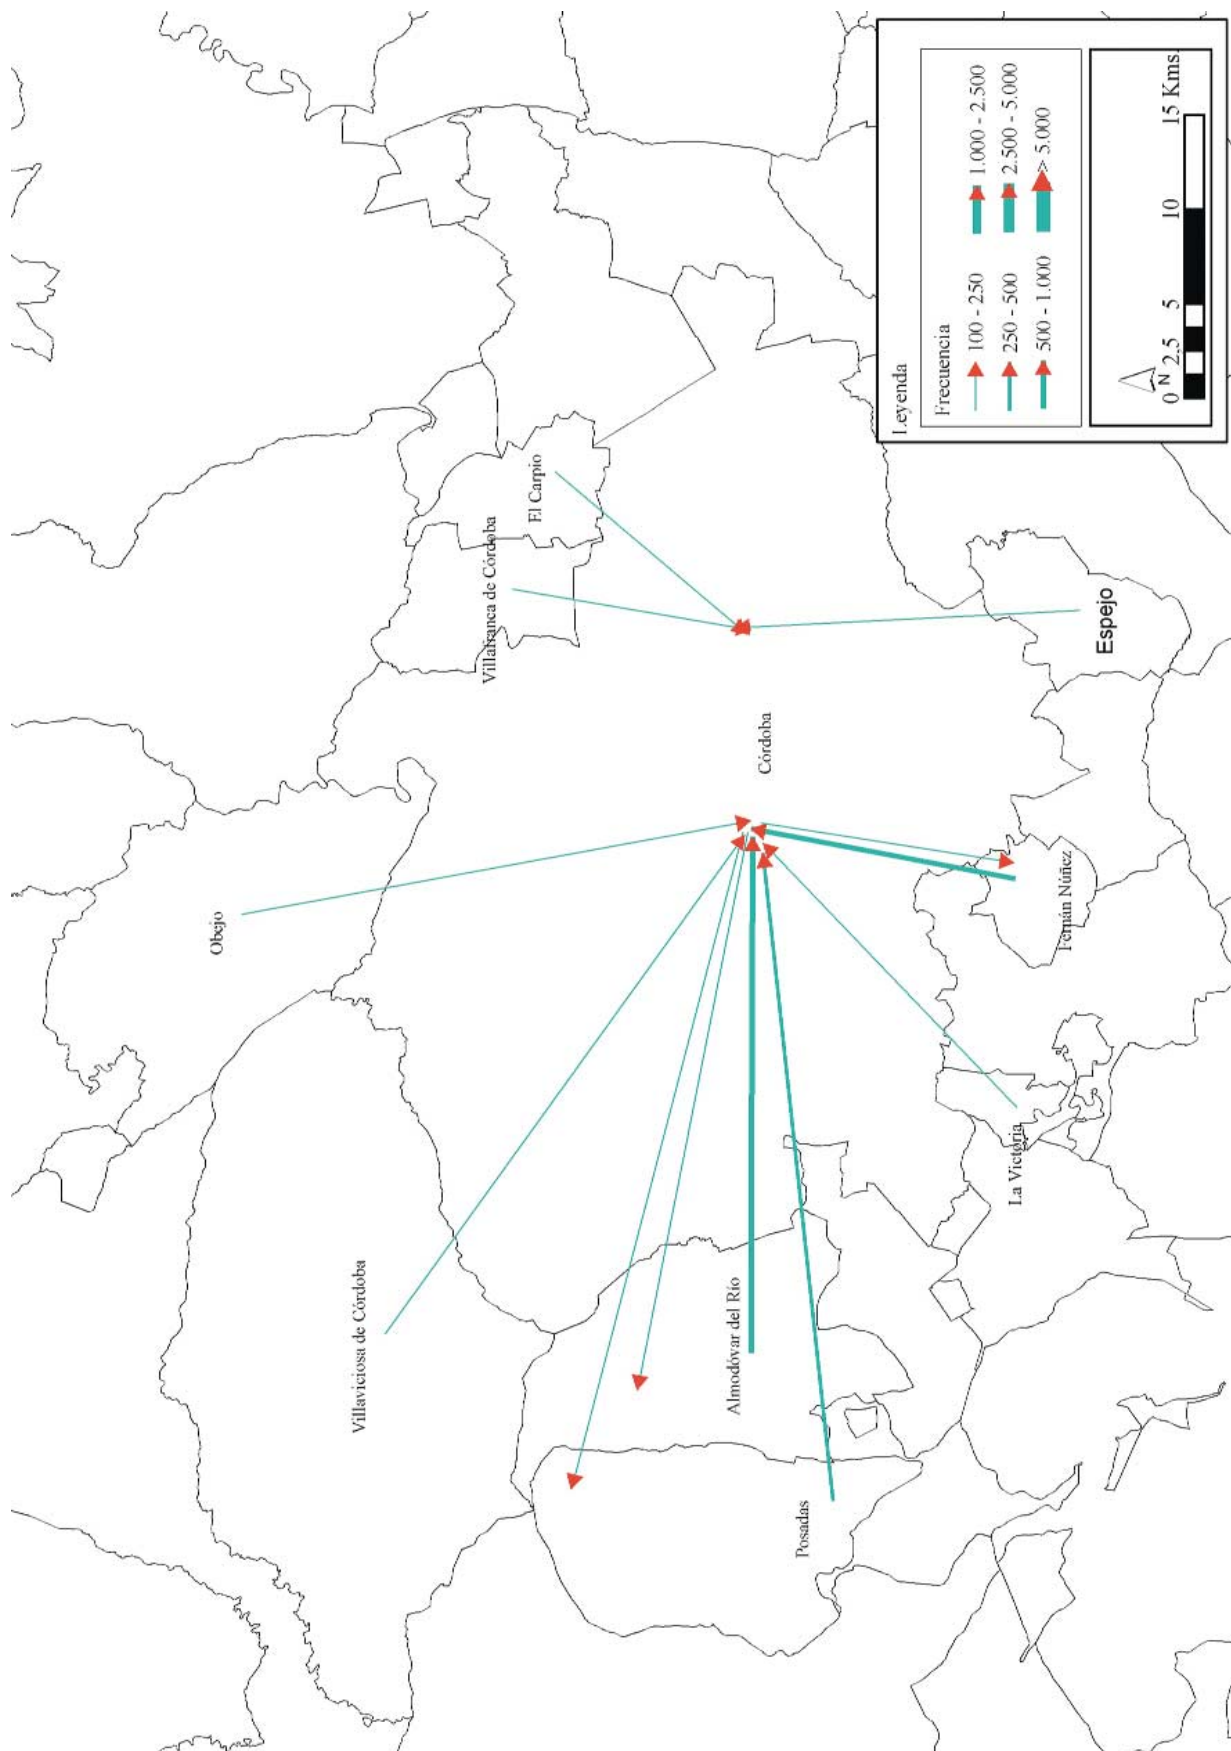 Obejo
Villaviciosa de Córdoba
Villafranca de Córdoba
El Carpio
Córdoba
Almodóvar del Río
Posadas
La Victoria
Fernán Núñez
Espejo
Leyenda
Frecuencia
100 - 250
250 - 500
500 - 1.000
1.000 - 2.500
2.500 - 5.000
> 5.000
N
0 2,5 5 10 15 Kms.